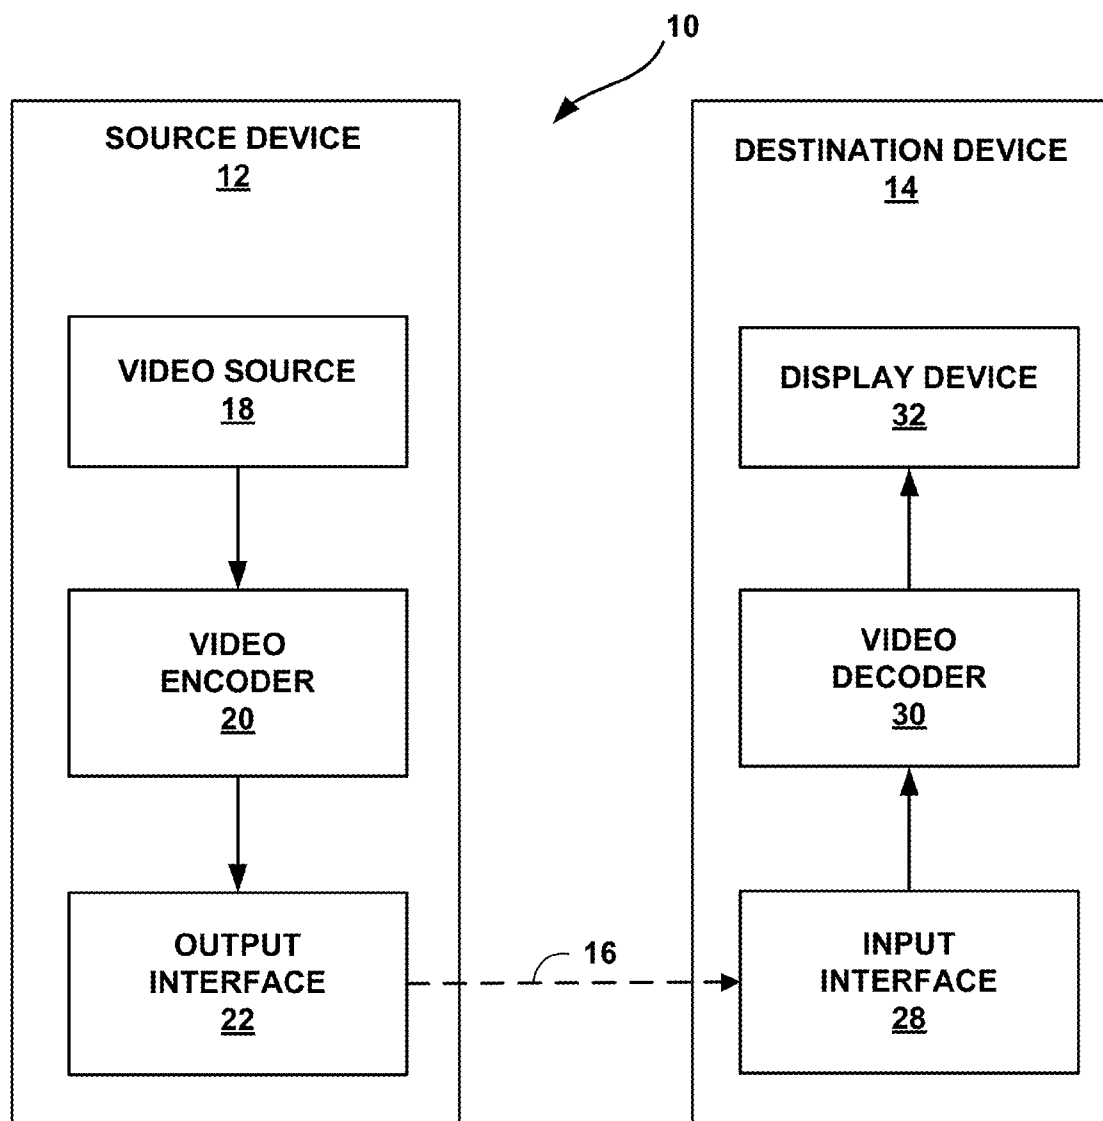 10
SOURCE DEVICE
12
VIDEO SOURCE
18
VIDEO
ENCODER
20
OUTPUT
INTERFACE
22
16
DESTINATION DEVICE
14
DISPLAY DEVICE
32
VIDEO
DECODER
30
INPUT
INTERFACE
28